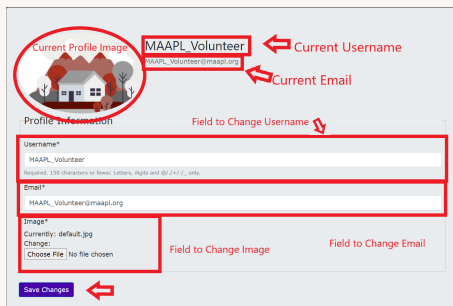 Current Profile Image
MAAPL_Volunteer
Current Username
MAAPL_Volunteer@maapl.org
Current Email
Profile Information
Field to Change Username
Username*
MAAPL_Volunteer
Required. 150 characters or fewer. Letters, digits and @/./+/-/_ only.
Email*
MAAPL_Volunteer@maapl.org
Image*
Currently: default.jpg
Change:
Choose File No file chosen
Field to Change Image
Field to Change Email
Save Changes